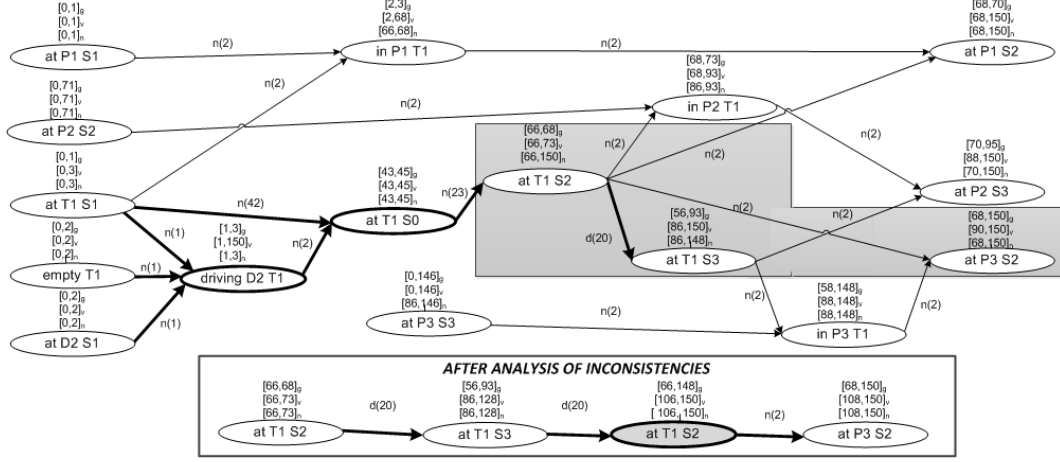 [0,1]g
[0,1]v
[0,1]n
at P1 S1
n(2)
[2,3]g
[2,68]v
[66,68]n
in P1 T1
n(2)
[68,70]g
[68,150]v
[68,150]n
at P1 S2
[0,71]g
[0,71]v
[0,71]n
at P2 S2
n(2)
[68,73]g
[68,93]v
[86,93]n
in P2 T1
n(2)
[0,1]g
[0,3]v
[0,3]n
at T1 S1
n(42)
n(1)
[43,45]g
[43,45]v
[43,45]n
at T1 S0
n(23)
[66,68]g
[66,73]v
[66,150]n
at T1 S2
n(2)
n(2)
n(2)
d(20)
[70,95]g
[88,150]v
[70,150]n
at P2 S3
[0,2]g
[0,2]v
[0,2]n
empty T1
n(1)
[1,3]g
[1,150]v
[1,3]n
driving D2 T1
n(2)
[56,93]g
[86,150]v
[86,148]n
at T1 S3
n(2)
n(2)
[68,150]g
[90,150]v
[68,150]n
at P3 S2
[0,2]g
[0,2]v
[0,2]n
at D2 S1
n(1)
[0,146]g
[0,146]v
[86,146]n
at P3 S3
n(2)
[58,148]g
[88,148]v
[88,148]n
in P3 T1
n(2)
AFTER ANALYSIS OF INCONSISTENCIES
[66,68]g
[66,73]v
[66,73]n
at T1 S2
d(20)
[56,93]g
[86,128]v
[86,128]n
at T1 S3
d(20)
[66,148]g
[106,150]v
[ 106,150]n
at T1 S2
n(2)
[68,150]g
[108,150]v
[108,150]n
at P3 S2